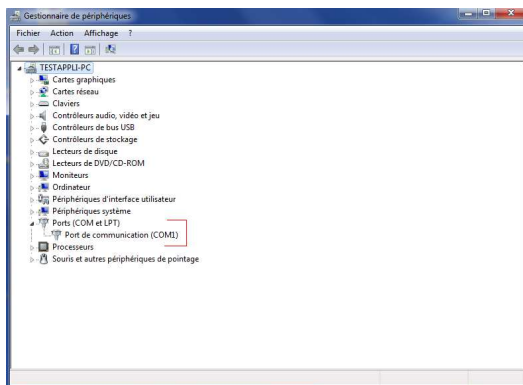 Gestionnaire de périphériques
Fichier Action Affichage ?
TESTAPPLI-PC
Cartes graphiques
Cartes réseau
Claviers
Contrôleurs audio, vidéo et jeu
Contrôleurs de bus USB
Contrôleurs de stockage
Lecteurs de disque
Lecteurs de DVD/CD-ROM
Moniteurs
Ordinateur
Périphériques d'interface utilisateur
Périphériques système
Ports (COM et LPT)
Port de communication (COM1)
Processeurs
Souris et autres périphériques de pointage